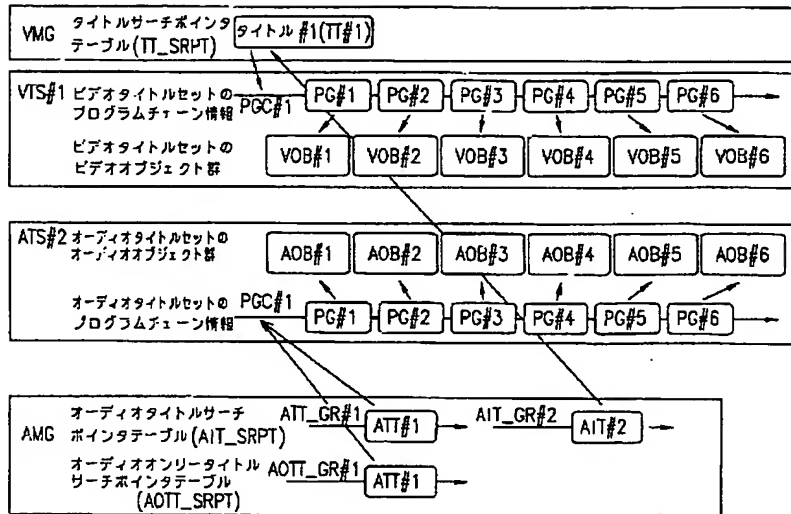 VMG
タイトルサーチポインタ
テーブル(TT_SRPT)
タイトル #1(TT#1)
VTS#1
ビデオタイトルセットの
プログラムチェーン情報
PGC#1
PG#1 PG#2 PG#3 PG#4 PG#5 PG#6
ビデオタイトルセットの
ビデオオブジェクト群
VOB#1 VOB#2 VOB#3 VOB#4 VOB#5 VOB#6
ATS#2
オーディオタイトルセットの
オーディオオブジェクト群
AOB#1 AOB#2 AOB#3 AOB#4 AOB#5 AOB#6
オーディオタイトルセットの
プログラムチェーン情報
PGC#1
PG#1 PG#2 PG#3 PG#4 PG#5 PG#6
AMG
オーディオタイトルサーチ
ポインタテーブル(AIT_SRPT)
ATT_GR#1
ATT#1
AIT_GR#2
AIT#2
オーディオオンリータイトル
サーチポインタテーブル
(AOTT_SRPT)
AOTT_GR#1
ATT#1